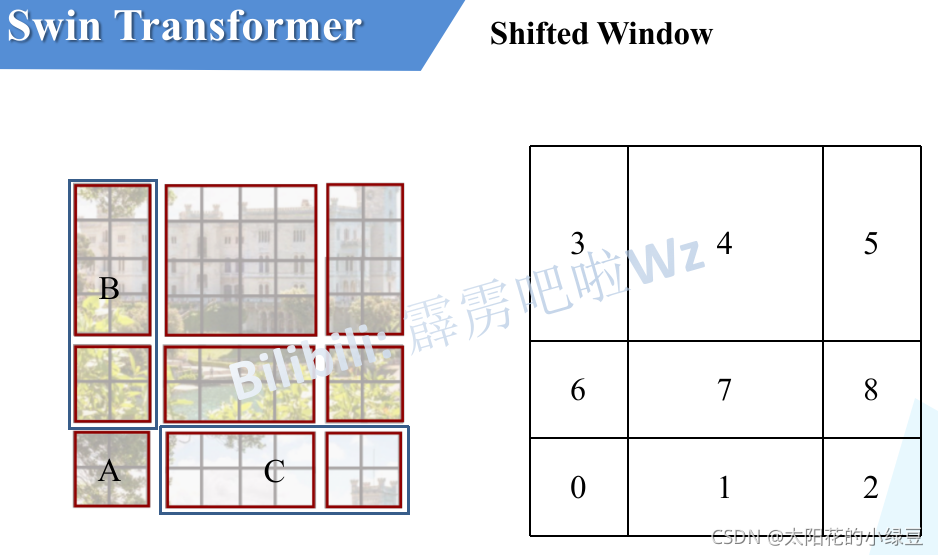 Swin Transformer
Shifted Window
B
A
C
3 4 5
6 7 8
0 1 2
Bilibili: 霹雳吧啦Wz
CSDN @太阳花的小绿豆